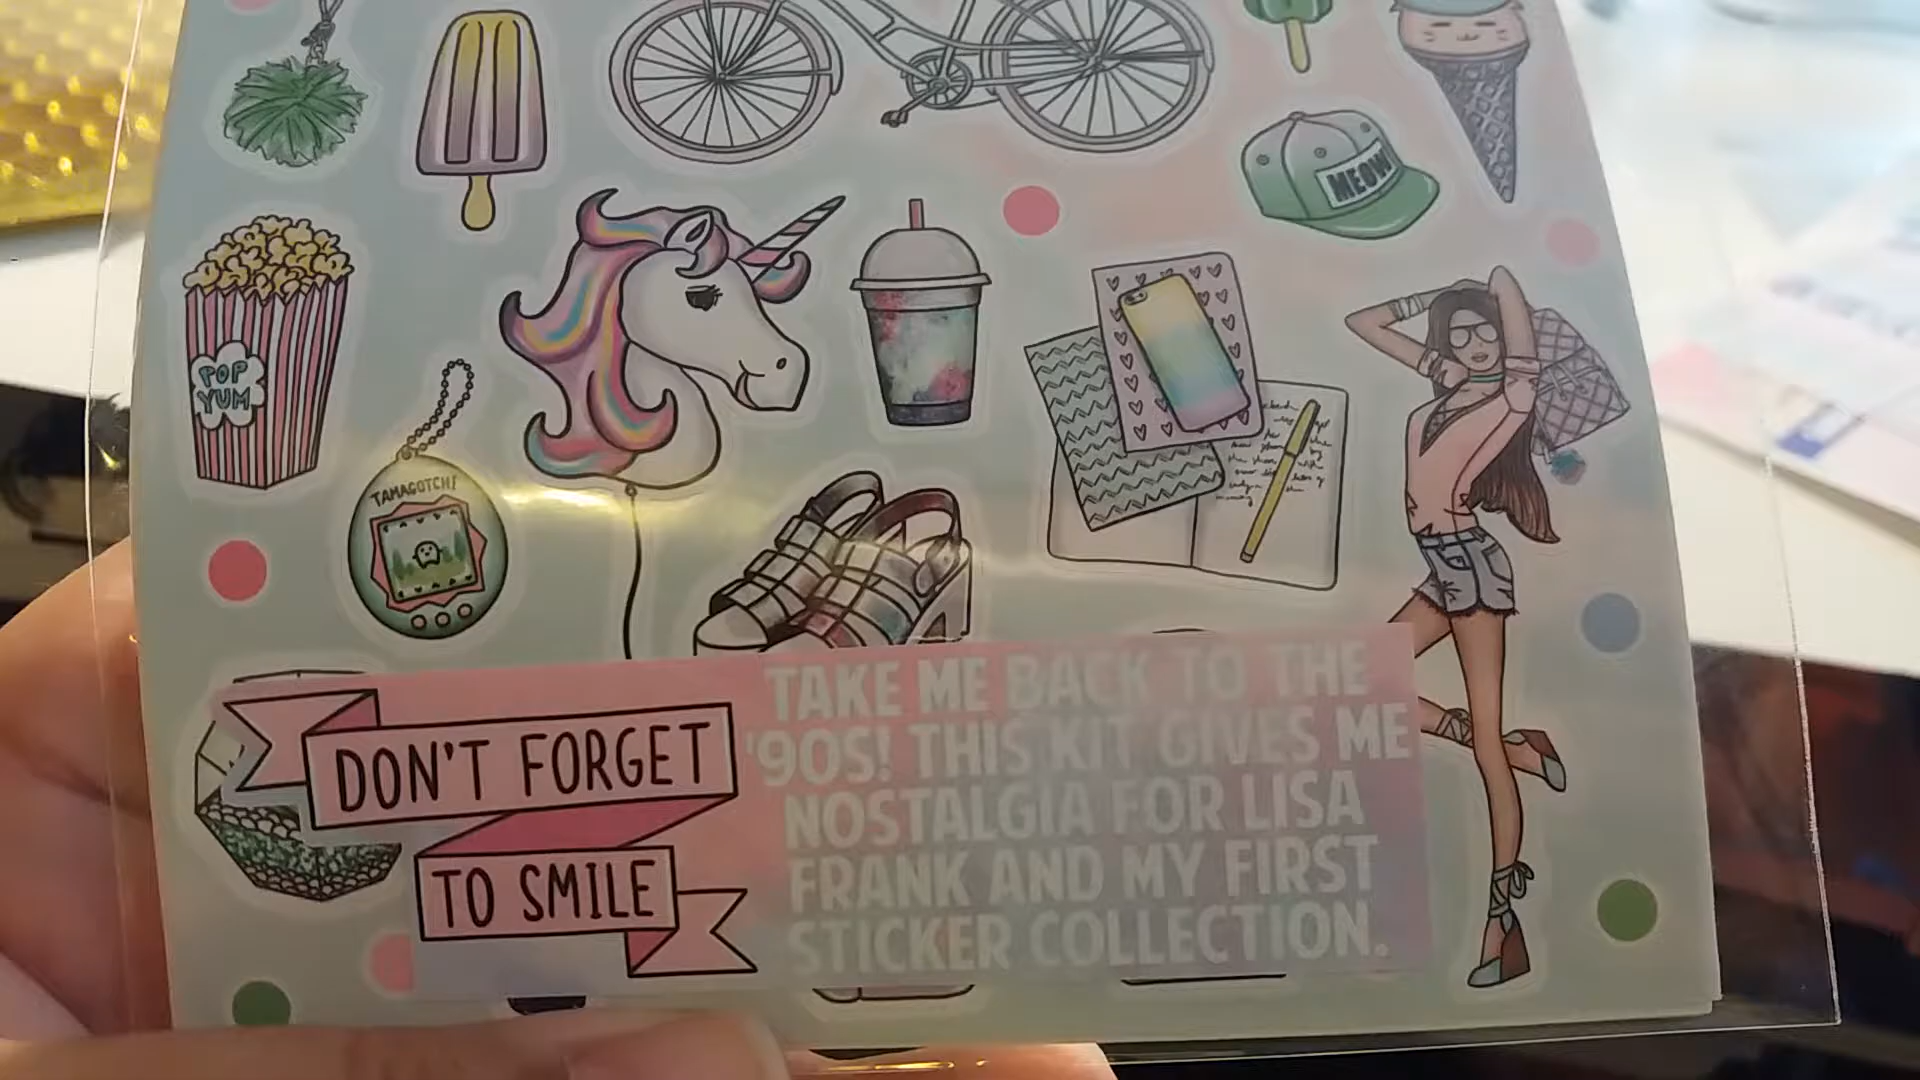 MEOW
POP
YUM
TAMAGOTCHI
DON'T FORGET
TO SMILE
TAKE ME BACK TO THE
'90S! THIS KIT GIVES ME
NOSTALGIA FOR LISA
FRANK AND MY FIRST
STICKER COLLECTION.